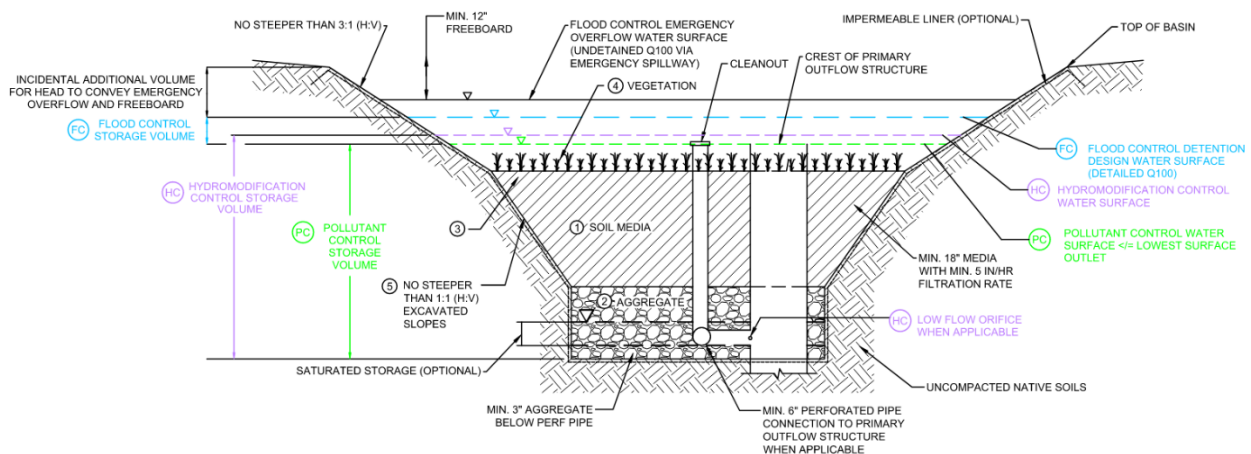 NO STEEPER THAN 3:1 (H:V)
MIN. 12"
FREEBOARD
FLOOD CONTROL EMERGENCY
OVERFLOW WATER SURFACE
(UNDETAINED Q100 VIA
EMERGENCY SPILLWAY)
IMPERMEABLE LINER (OPTIONAL)
TOP OF BASIN
CLEANOUT
CREST OF PRIMARY
OUTFLOW STRUCTURE
INCIDENTAL ADDITIONAL VOLUME
FOR HEAD TO CONVEY EMERGENCY
OVERFLOW AND FREEBOARD
4 VEGETATION
FC FLOOD CONTROL
STORAGE VOLUME
FC FLOOD CONTROL DETENTION
DESIGN WATER SURFACE
(DETAILED Q100)
HC HYDROMODIFICATION
CONTROL STORAGE
VOLUME
HC HYDROMODIFICATION CONTROL
WATER SURFACE
PC POLLUTANT
CONTROL
STORAGE
VOLUME
3
1 SOIL MEDIA
PC POLLUTANT CONTROL WATER
SURFACE </= LOWEST SURFACE
OUTLET
MIN. 18" MEDIA
WITH MIN. 5 IN/HR
FILTRATION RATE
5 NO STEEPER
THAN 1:1 (H:V)
EXCAVATED
SLOPES
2 AGGREGATE
HC LOW FLOW ORIFICE
WHEN APPLICABLE
SATURATED STORAGE (OPTIONAL)
UNCOMPACTED NATIVE SOILS
MIN. 3" AGGREGATE
BELOW PERF PIPE
MIN. 6" PERFORATED PIPE
CONNECTION TO PRIMARY
OUTFLOW STRUCTURE
WHEN APPLICABLE